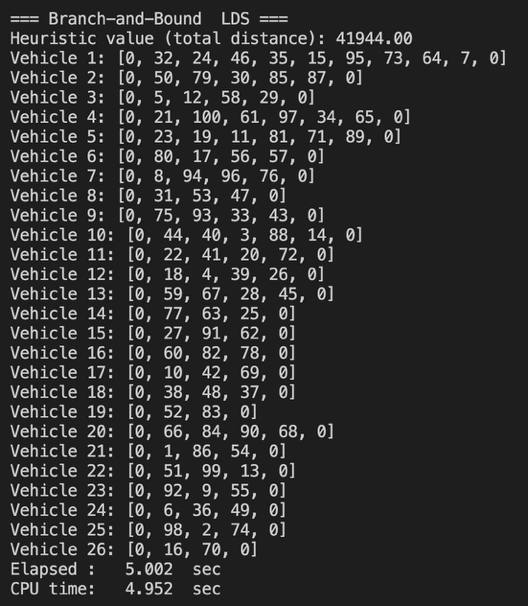 === Branch-and-Bound  LDS ===
Heuristic value (total distance): 41944.00
Vehicle 1: [0, 32, 24, 46, 35, 15, 95, 73, 64, 7, 0]
Vehicle 2: [0, 50, 79, 30, 85, 87, 0]
Vehicle 3: [0, 5, 12, 58, 29, 0]
Vehicle 4: [0, 21, 100, 61, 97, 34, 65, 0]
Vehicle 5: [0, 23, 19, 11, 81, 71, 89, 0]
Vehicle 6: [0, 80, 17, 56, 57, 0]
Vehicle 7: [0, 8, 94, 96, 76, 0]
Vehicle 8: [0, 31, 53, 47, 0]
Vehicle 9: [0, 75, 93, 33, 43, 0]
Vehicle 10: [0, 44, 40, 3, 88, 14, 0]
Vehicle 11: [0, 22, 41, 20, 72, 0]
Vehicle 12: [0, 18, 4, 39, 26, 0]
Vehicle 13: [0, 59, 67, 28, 45, 0]
Vehicle 14: [0, 77, 63, 25, 0]
Vehicle 15: [0, 27, 91, 62, 0]
Vehicle 16: [0, 60, 82, 78, 0]
Vehicle 17: [0, 10, 42, 69, 0]
Vehicle 18: [0, 38, 48, 37, 0]
Vehicle 19: [0, 52, 83, 0]
Vehicle 20: [0, 66, 84, 90, 68, 0]
Vehicle 21: [0, 1, 86, 54, 0]
Vehicle 22: [0, 51, 99, 13, 0]
Vehicle 23: [0, 92, 9, 55, 0]
Vehicle 24: [0, 6, 36, 49, 0]
Vehicle 25: [0, 98, 2, 74, 0]
Vehicle 26: [0, 16, 70, 0]
Elapsed :   5.002  sec
CPU time:   4.952  sec